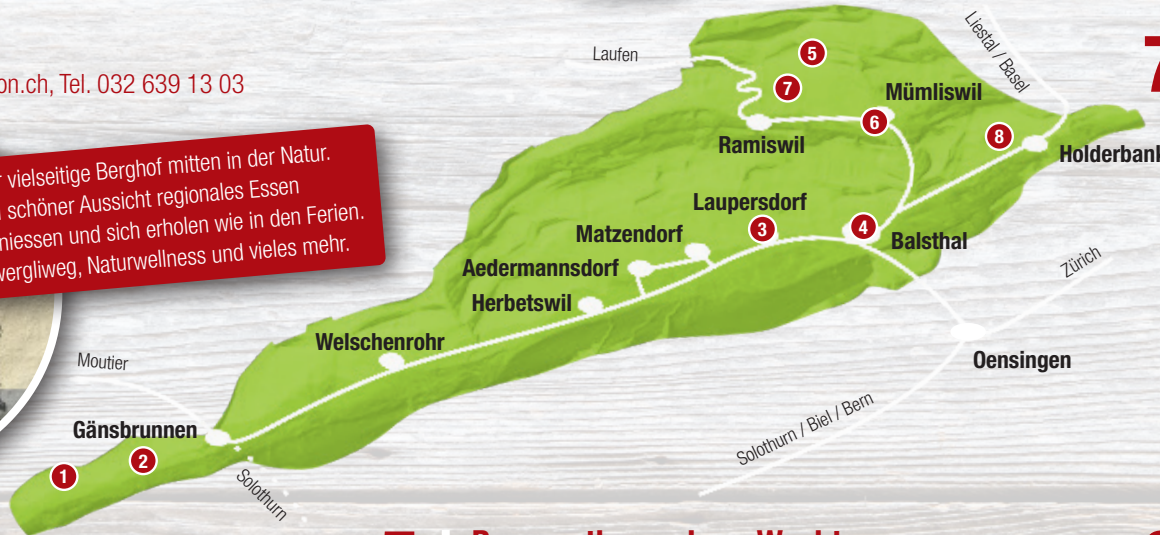 on.ch, Tel. 032 639 13 03
vielseitige Berghof mitten in der Natur.
schöner Aussicht regionales Essen
niessen und sich erholen wie in den Ferien.
wergliweg, Naturwellness und vieles mehr.
Laufen
Liestal / Basel
7
5
7
Mümliswil
6
Ramiswil
8
Holderbank
Laupersdorf
3
4
Balsthal
Matzendorf
Aedermannsdorf
Herbetswil
Zürich
Welschenrohr
Oensingen
Moutier
Gänsbrunnen
1
2
Solothurn
Solothurn / Biel / Bern